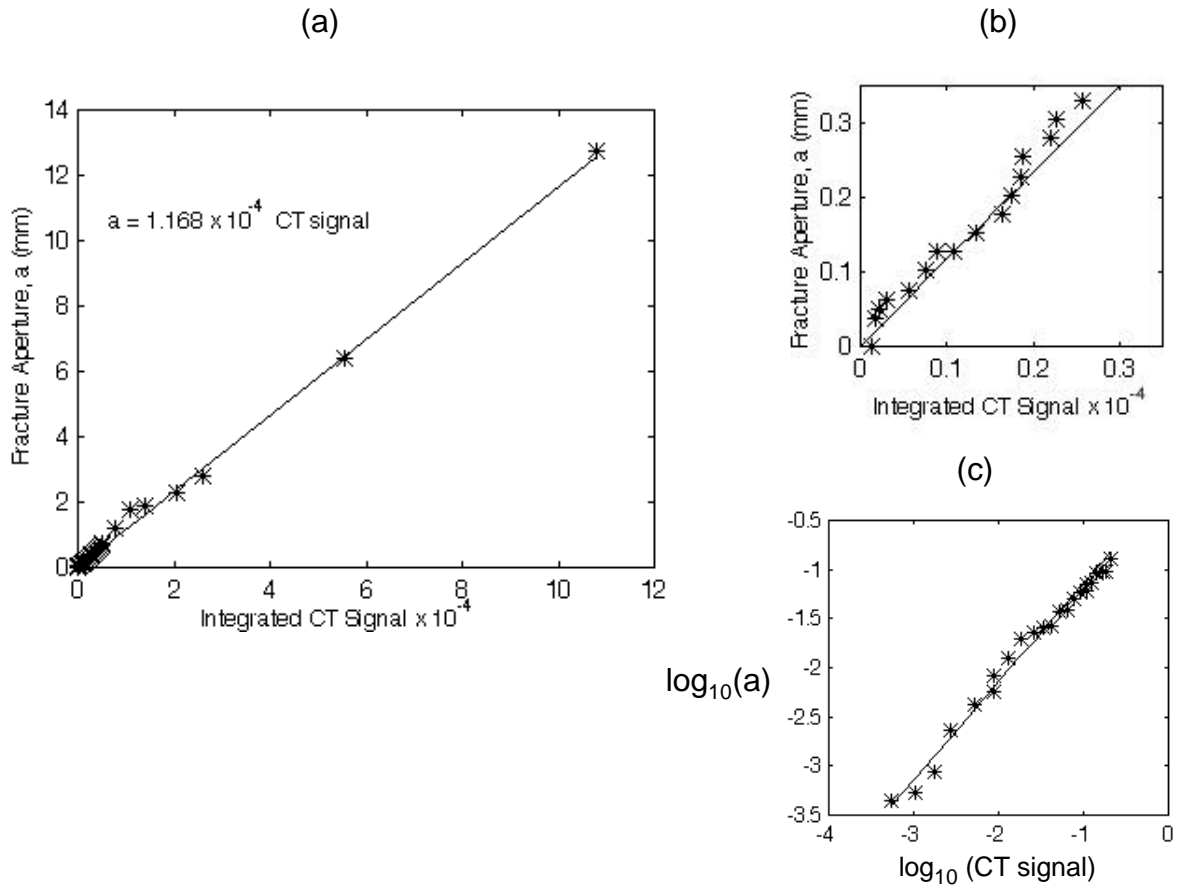 (a)
14
12
10
8
6
4
2
0
Fracture Aperture, a (mm)
a = 1.168 x 10⁻⁴ CT signal
0 2 4 6 8 10 12
Integrated CT Signal x 10⁻⁴
(b)
0.3
0.2
0.1
0
Fracture Aperture, a (mm)
0 0.1 0.2 0.3
Integrated CT Signal x 10⁻⁴
(c)
-0.5
-1
-1.5
-2
-2.5
-3
-3.5
log₁₀(a)
-4 -3 -2 -1 0
log₁₀ (CT signal)